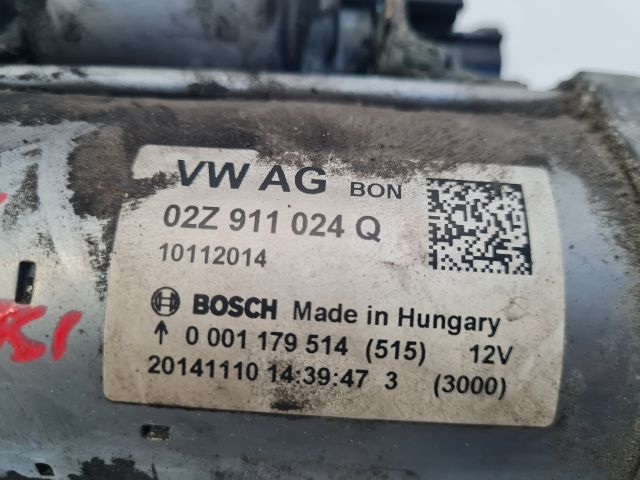 VW AG BON
02Z 911 024 Q
10112014
BOSCH Made in Hungary
↑ 0 001 179 514 (515) 12V
20141110 14:39:47 3 (3000)